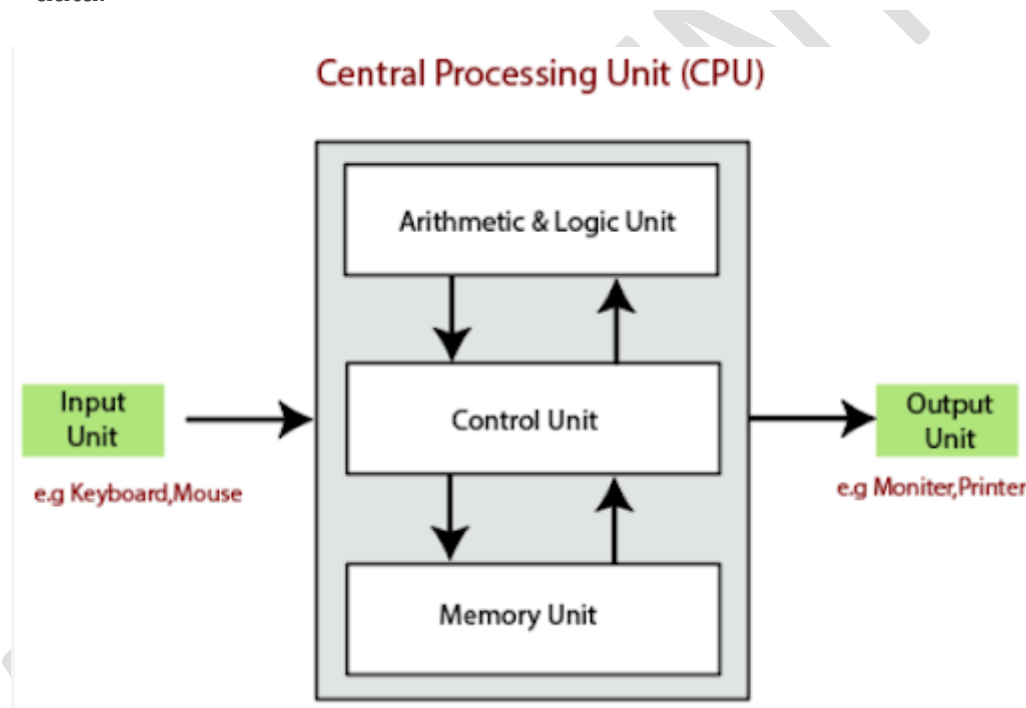 Central Processing Unit (CPU)
Arithmetic & Logic Unit
Input
Unit
Control Unit
Output
Unit
e.g Keyboard,Mouse
e.g Moniter,Printer
Memory Unit